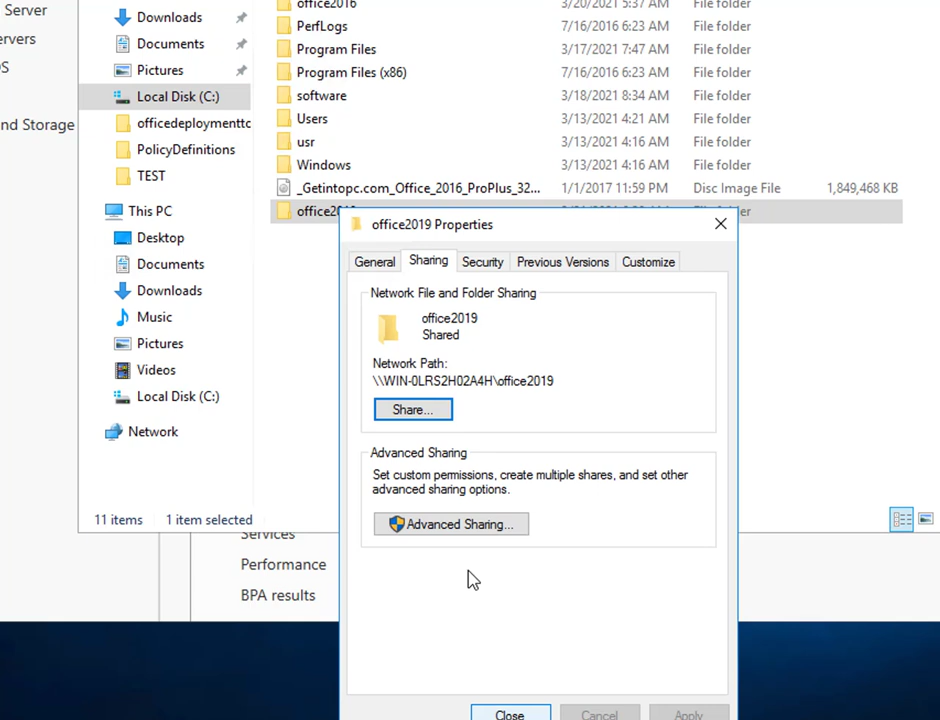 Server
ervers
S
nd Storage
Downloads
Documents
Pictures
Local Disk (C:)
officedeploymenttc
PolicyDefinitions
TEST
This PC
Desktop
Documents
Downloads
Music
Pictures
Videos
Local Disk (C:)
Network
office2016 3/20/2021 5:37 AM File folder
PerfLogs 7/16/2016 6:23 AM File folder
Program Files 3/17/2021 7:47 AM File folder
Program Files (x86) 7/16/2016 6:23 AM File folder
software 3/18/2021 8:34 AM File folder
Users 3/13/2021 4:21 AM File folder
usr 3/13/2021 4:16 AM File folder
Windows 3/13/2021 4:16 AM File folder
_Getintopc.com_Office_2016_ProPlus_32... 1/1/2017 11:59 PM Disc Image File 1,849,468 KB
11 items 1 item selected
office2019 Properties
General Sharing Security Previous Versions Customize
Network File and Folder Sharing
office2019
Shared
Network Path:
\\WIN-0LRS2H02A4H\office2019
Share...
Advanced Sharing
Set custom permissions, create multiple shares, and set other
advanced sharing options.
Advanced Sharing...
Close Cancel Apply
Services
Performance
BPA results